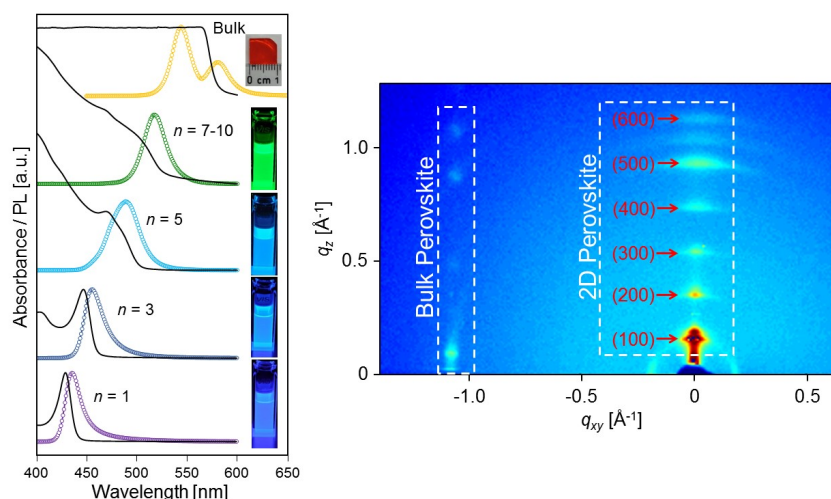 Absorbance / PL [a.u.]
Bulk
0 cm 1
n = 7-10
n = 5
n = 3
n = 1
400 450 500 550 600 650
Wavelength [nm]
qz [Å-1]
1.0
0.5
0
Bulk Perovskite
2D Perovskite
(600)
(500)
(400)
(300)
(200)
(100)
-1.0 -0.5 0 0.5
qxy [Å-1]